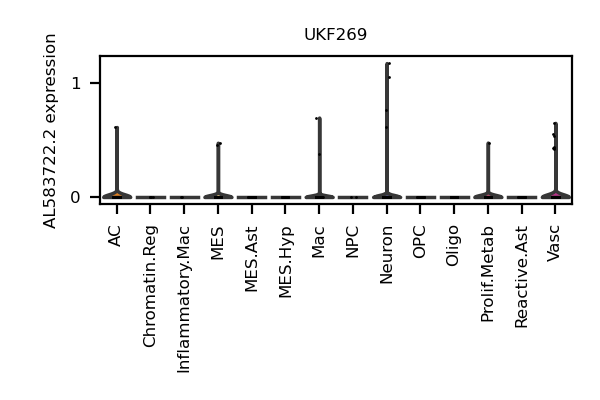 UKF269
AL583722.2 expression
1
0
AC
Chromatin.Reg
Inflammatory.Mac
MES
MES.Ast
MES.Hyp
Mac
NPC
Neuron
OPC
Oligo
Prolif.Metab
Reactive.Ast
Vasc